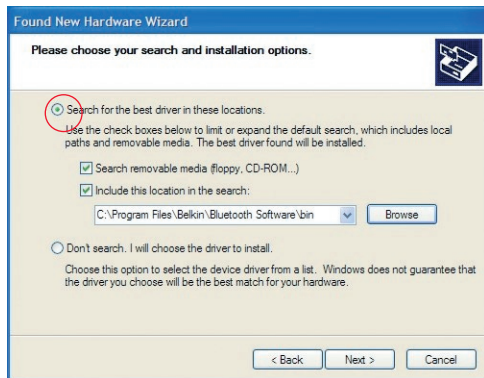 Found New Hardware Wizard
Please choose your search and installation options.
Search for the best driver in these locations.
Use the check boxes below to limit or expand the default search, which includes local
paths and removable media. The best driver found will be installed.
Search removable media (floppy, CD-ROM...)
Include this location in the search:
C:\Program Files\Belkin\Bluetooth Software\bin
Browse
Don't search. I will choose the driver to install.
Choose this option to select the device driver from a list. Windows does not guarantee that
the driver you choose will be the best match for your hardware.
< Back Next > Cancel